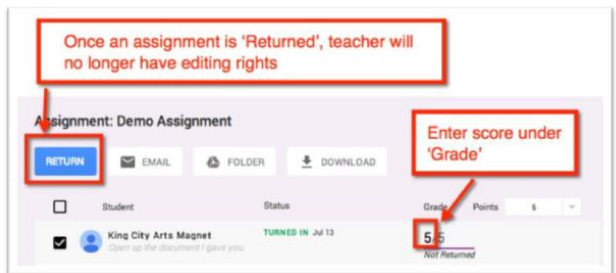 Once an assignment is 'Returned', teacher will
no longer have editing rights
Assignment: Demo Assignment
Enter score under
'Grade'
RETURN EMAIL FOLDER DOWNLOAD
Student Status Grade Points 5
King City Arts Magnet TURNED IN Jul 13 5/5
Open up the document I gave you
Not Returned